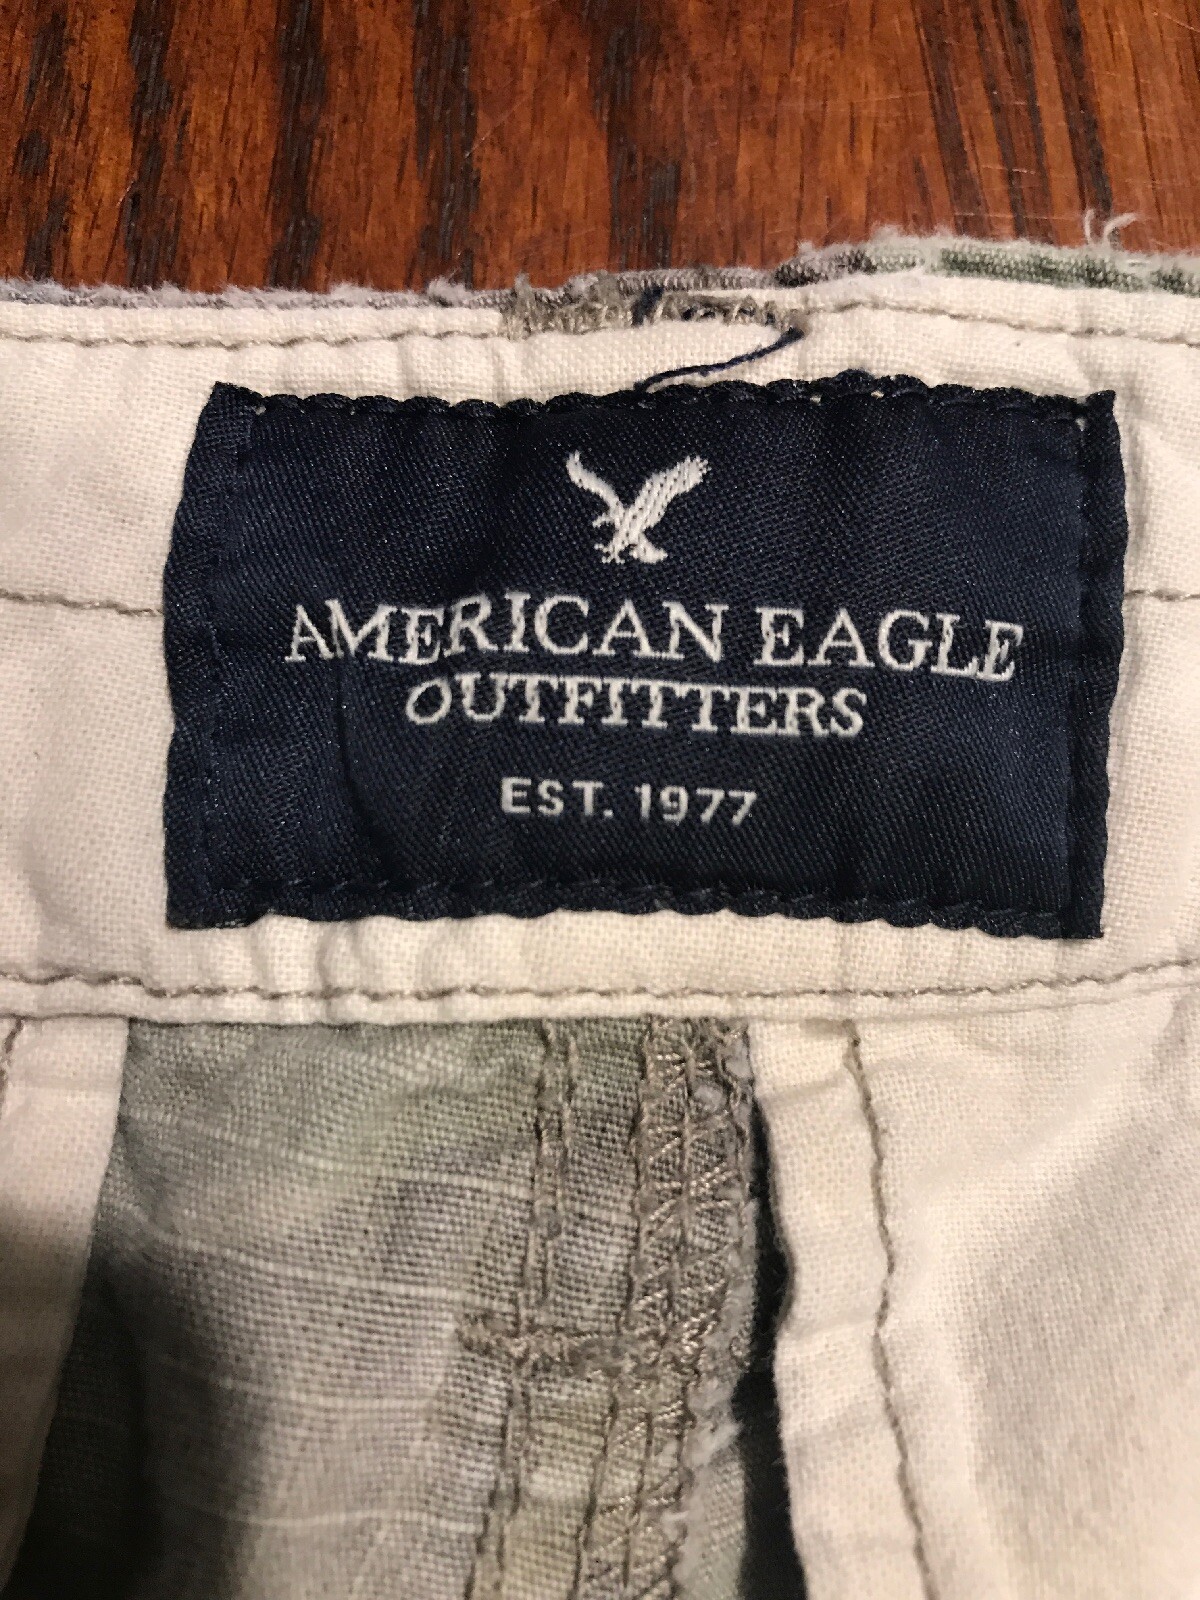 AMERICAN EAGLE
OUTFITTERS
EST. 1977